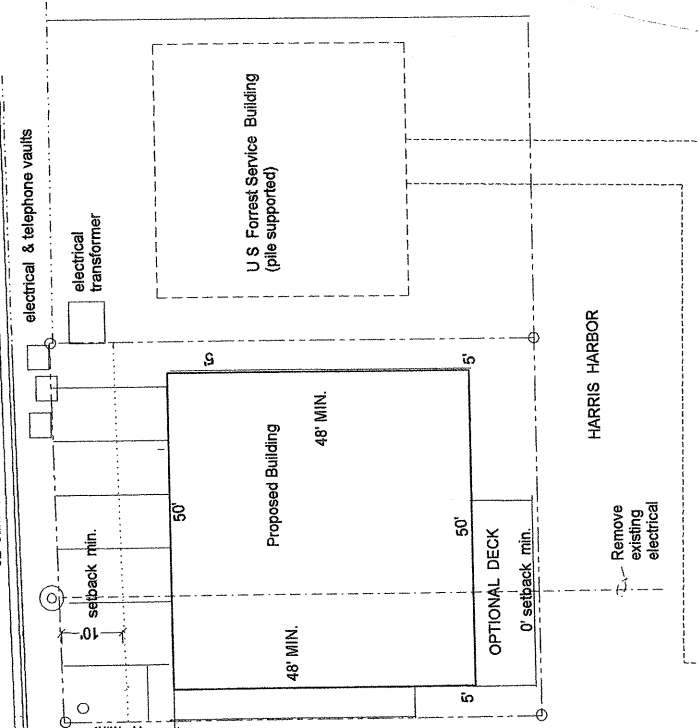 electrical & telephone vaults
electrical
transformer
U S Forrest Service Building
(pile supported)
5'
5'
48' MIN.
50'
Proposed Building
50'
HARRIS HARBOR
setback min.
10'
48' MIN.
OPTIONAL DECK
0' setback min.
5'
Remove
existing
electrical